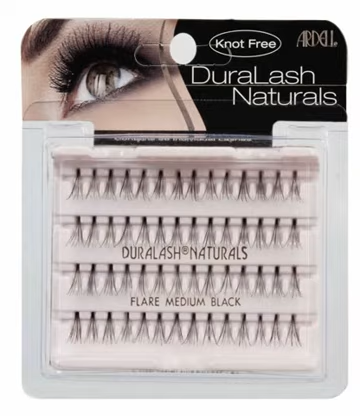 Knot Free
ARDELL
DuraLash
Naturals
DURALASH® NATURALS
FLARE MEDIUM BLACK